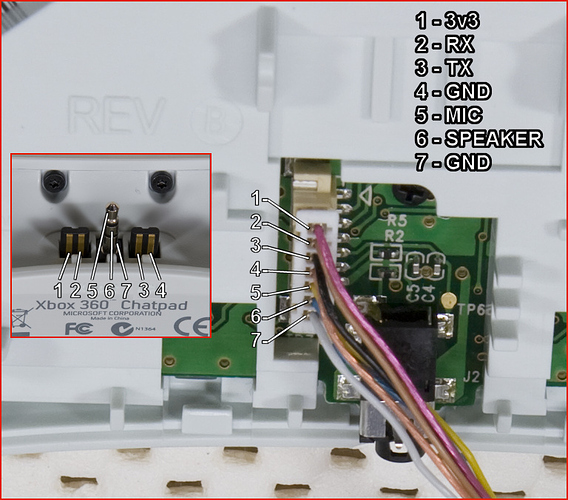 1 - 3v3
2 - RX
3 - TX
4 - GND
5 - MIC
6 - SPEAKER
7 - GND
REV B
1
2
3
4
5
6
7
R5
R2
C5
C4
TP6
J2
1 2 5 6 7 3 4
Xbox 360 Chatpad
MICROSOFT CORPORATION
Made in China
FC N1364 CE